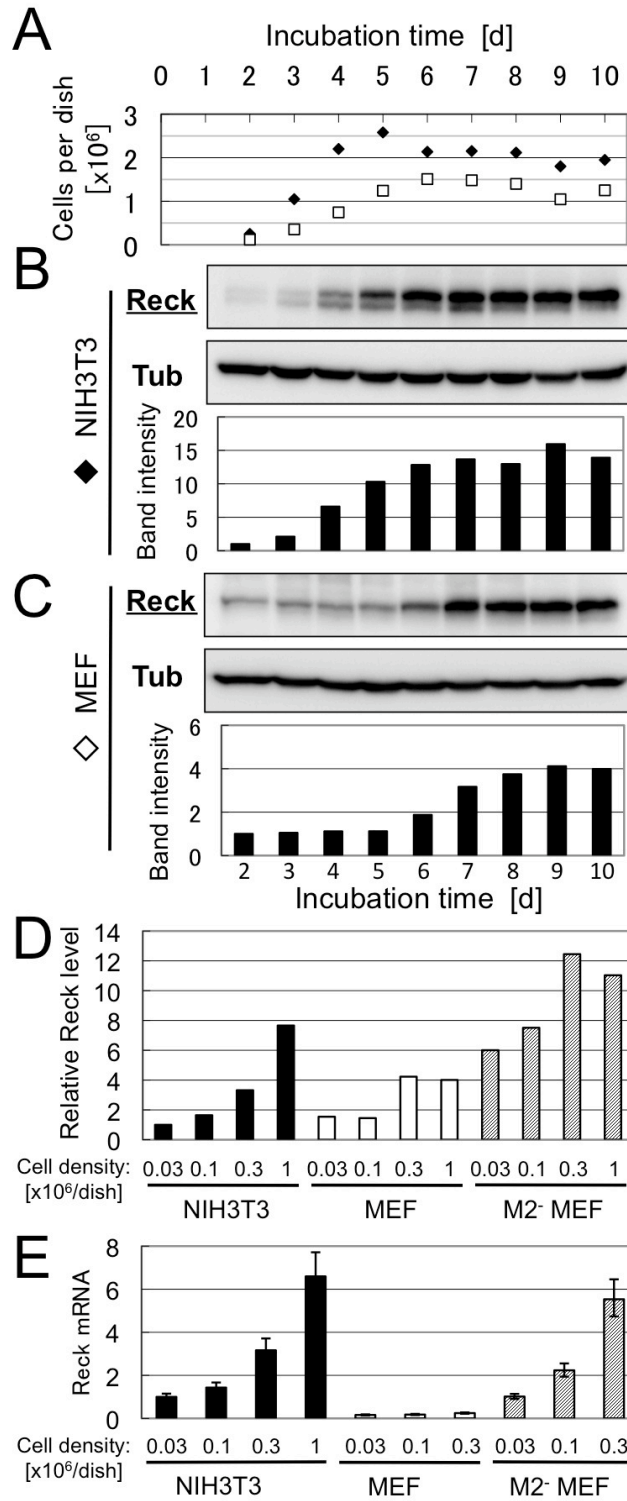 A
Incubation time [d]
0 1 2 3 4 5 6 7 8 9 10
Cells per dish
[x10⁶]
3
2
1
0
B
◆ NIH3T3
Reck
Tub
Band intensity
20
15
10
5
0
C
◇ MEF
Reck
Tub
Band intensity
6
4
2
0
2 3 4 5 6 7 8 9 10
Incubation time [d]
D
Relative Reck level
14
12
10
8
6
4
2
0
Cell density: 0.03 0.1 0.3 1 0.03 0.1 0.3 1 0.03 0.1 0.3 1
[x10⁶/dish]
NIH3T3 MEF M2⁻ MEF
E
Reck mRNA
8
6
4
2
0
Cell density: 0.03 0.1 0.3 1 0.03 0.1 0.3 0.03 0.1 0.3
[x10⁶/dish]
NIH3T3 MEF M2⁻ MEF